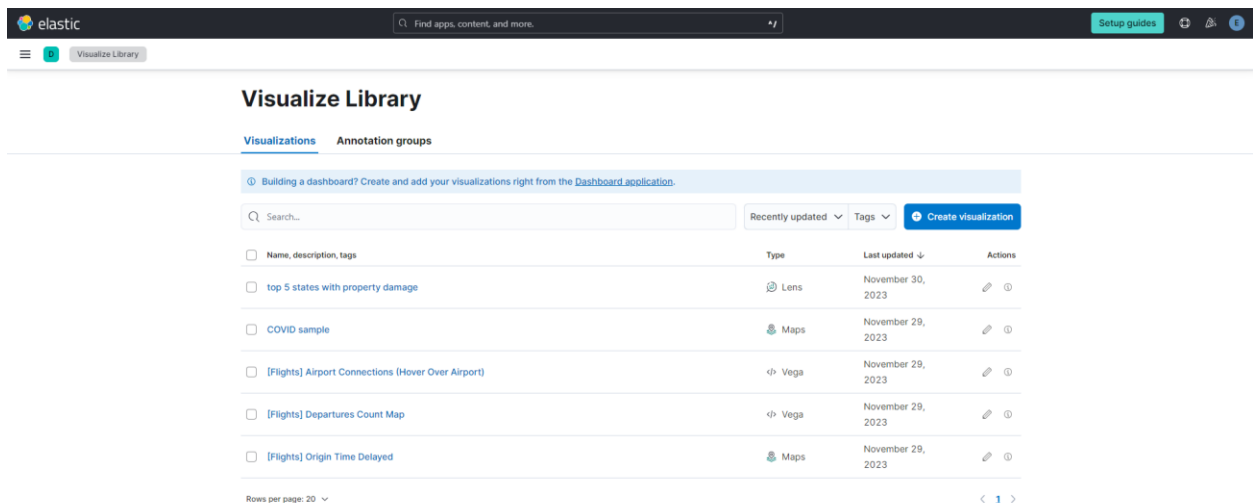 elastic
Find apps, content, and more.
^/
Setup guides
E
D
Visualize Library
Visualize Library
Visualizations
Annotation groups
Building a dashboard? Create and add your visualizations right from the Dashboard application.
Search...
Recently updated
Tags
Create visualization
Name, description, tags
Type
Last updated
Actions
top 5 states with property damage
Lens
November 30,
2023
COVID sample
Maps
November 29,
2023
[Flights] Airport Connections (Hover Over Airport)
</> Vega
November 29,
2023
[Flights] Departures Count Map
</> Vega
November 29,
2023
[Flights] Origin Time Delayed
Maps
November 29,
2023
Rows per page: 20
< 1 >